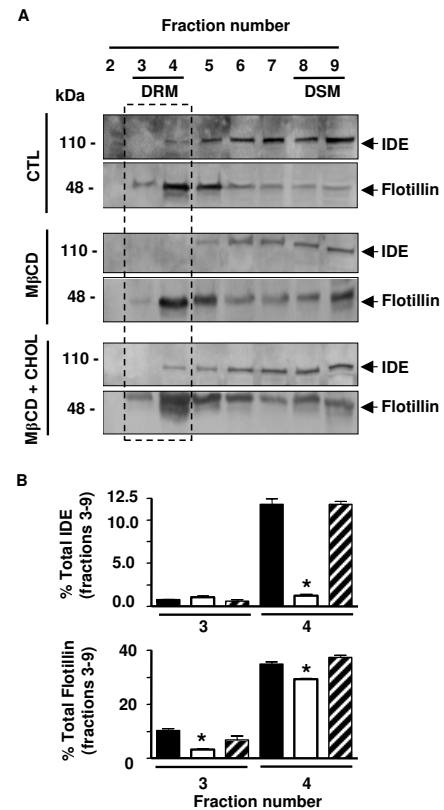 A
Fraction number
2 3 4 5 6 7 8 9
DRM DSM
kDa
CTL
110 - IDE
48 - Flotillin
MβCD
110 - IDE
48 - Flotillin
MβCD + CHOL
110 - IDE
48 - Flotillin
B
% Total IDE
(fractions 3-9)
12.5
10.0
5.0
0.0
*
3 4
% Total Flotillin
(fractions 3-9)
40
20
0
* *
3 4
Fraction number